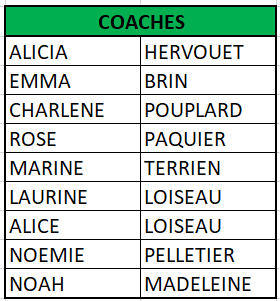 COACHES
ALICIA HERVOUET
EMMA BRIN
CHARLENE POUPLARD
ROSE PAQUIER
MARINE TERRIEN
LAURINE LOISEAU
ALICE LOISEAU
NOEMIE PELLETIER
NOAH MADELEINE